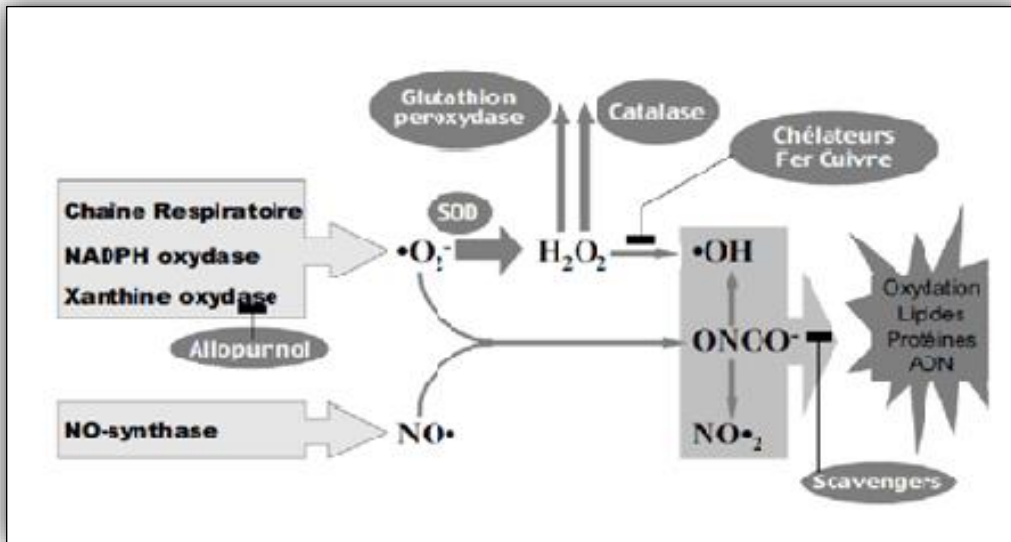 Glutathion
peroxydase
Catalase
Chélateurs
Fer Cuivre
Chaine Respiratoire
NADPH oxydase
Xanthine oxydase
Allopurinol
SOD
•O₂⁻
H₂O₂
•OH
ONCO⁻
NO•₂
Oxydation
Lipides
Protéines
ADN
NO-synthase
NO•
Scavengers